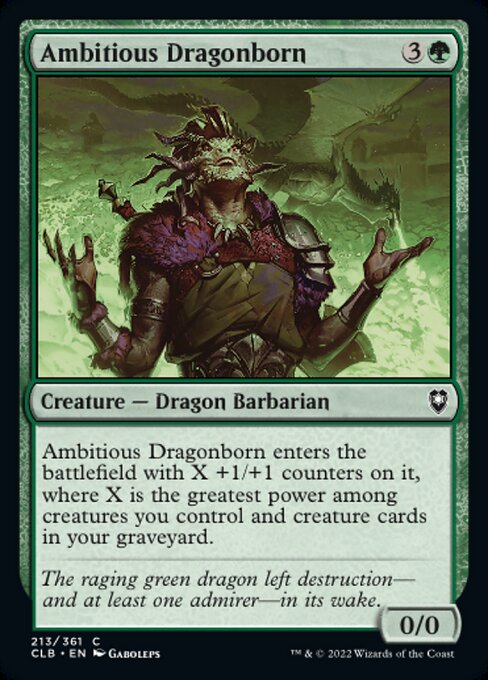 Ambitious Dragonborn 3
Creature — Dragon Barbarian
Ambitious Dragonborn enters the
battlefield with X +1/+1 counters on it,
where X is the greatest power among
creatures you control and creature cards
in your graveyard.
The raging green dragon left destruction—
and at least one admirer—in its wake.
0/0
213/361 C
CLB • EN Gaboleps
™ & © 2022 Wizards of the Coast